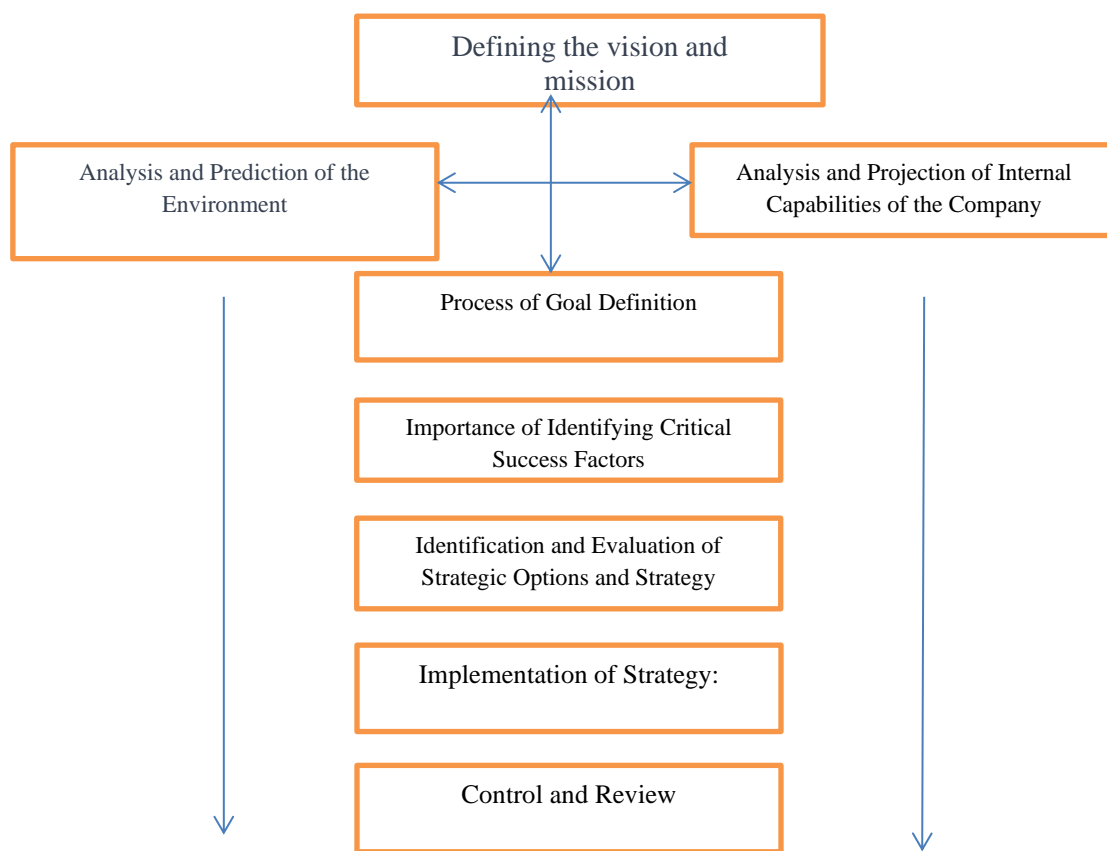 Defining the vision and
mission
Analysis and Prediction of the
Environment
Analysis and Projection of Internal
Capabilities of the Company
Process of Goal Definition
Importance of Identifying Critical
Success Factors
Identification and Evaluation of
Strategic Options and Strategy
Implementation of Strategy:
Control and Review